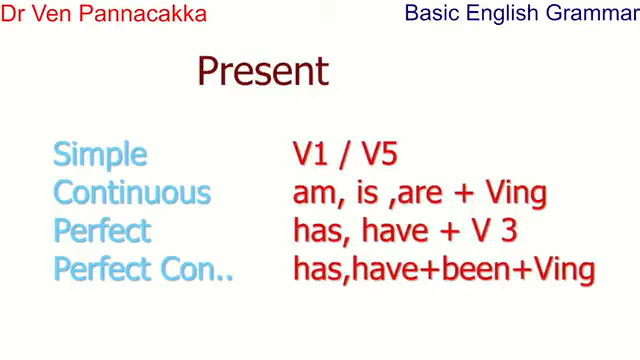 Dr Ven Pannacakka Basic English Grammar
Present
Simple V1 / V5
Continuous am, is ,are + Ving
Perfect has, have + V 3
Perfect Con.. has,have+been+Ving